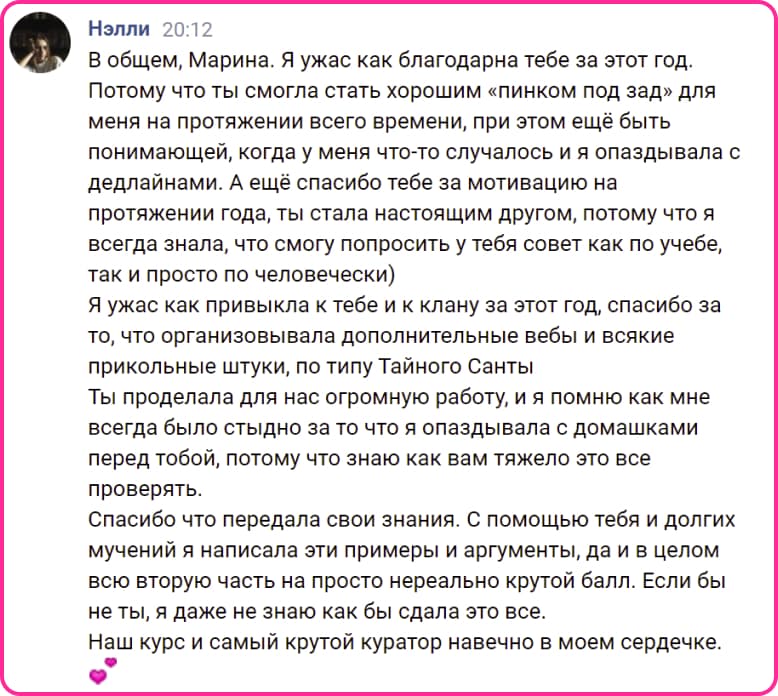 Нэлли 20:12
В общем, Марина. Я ужас как благодарна тебе за этот год.
Потому что ты смогла стать хорошим «пинком под зад» для
меня на протяжении всего времени, при этом ещё быть
понимающей, когда у меня что-то случалось и я опаздывала с
дедлайнами. А ещё спасибо тебе за мотивацию на
протяжении года, ты стала настоящим другом, потому что я
всегда знала, что смогу попросить у тебя совет как по учебе,
так и просто по человечески)
Я ужас как привыкла к тебе и к клану за этот год, спасибо за
то, что организовывала дополнительные вебы и всякие
прикольные штуки, по типу Тайного Санты
Ты проделала для нас огромную работу, и я помню как мне
всегда было стыдно за то что я опаздывала с домашками
перед тобой, потому что знаю как вам тяжело это все
проверять.
Спасибо что передала свои знания. С помощью тебя и долгих
мучений я написала эти примеры и аргументы, да и в целом
всю вторую часть на просто нереально крутой балл. Если бы
не ты, я даже не знаю как бы сдала это все.
Наш курс и самый крутой куратор навечно в моем сердечке.
💕